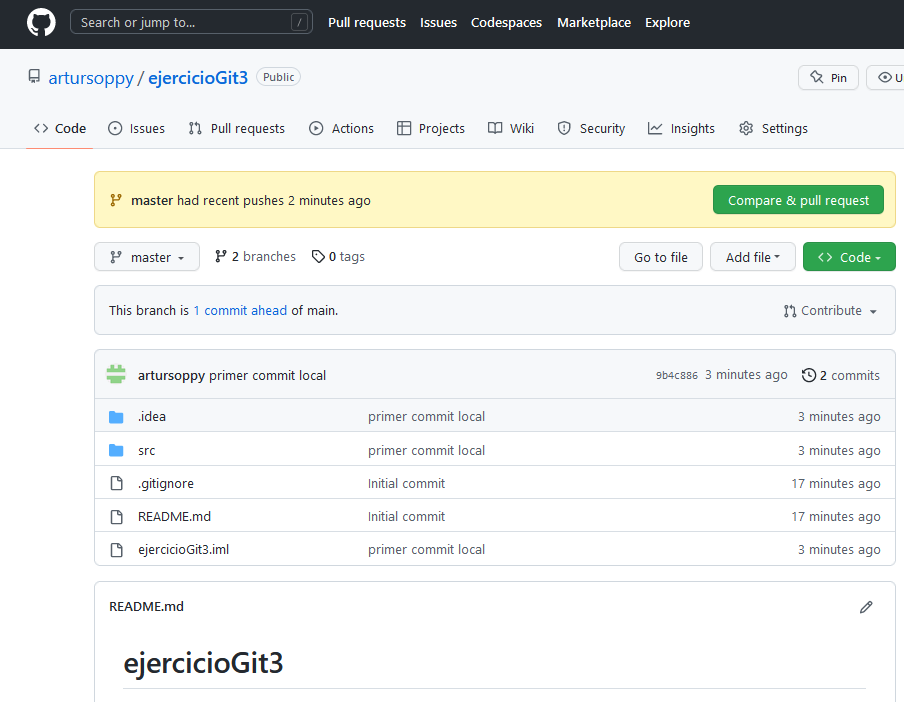 Search or jump to... /
Pull requests Issues Codespaces Marketplace Explore
artursoppy / ejercicioGit3 Public
Pin
U
Code Issues Pull requests Actions Projects Wiki Security Insights Settings
master had recent pushes 2 minutes ago
Compare & pull request
master 2 branches 0 tags
Go to file Add file Code
This branch is 1 commit ahead of main.
Contribute
artursoppy primer commit local 9b4c886 3 minutes ago 2 commits
.idea primer commit local 3 minutes ago
src primer commit local 3 minutes ago
.gitignore Initial commit 17 minutes ago
README.md Initial commit 17 minutes ago
ejercicioGit3.iml primer commit local 3 minutes ago
README.md
ejercicioGit3